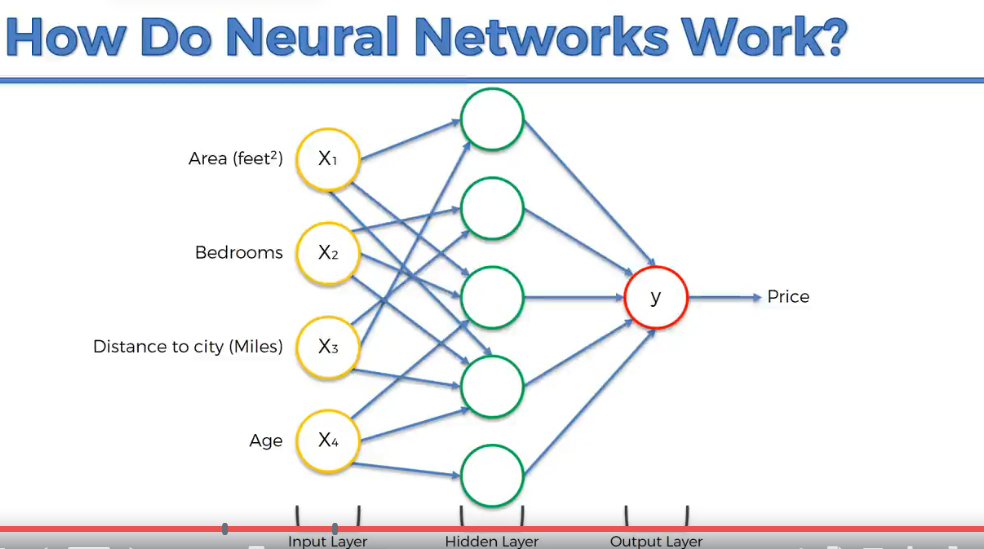 How Do Neural Networks Work?
Area (feet²)
X1
Bedrooms
X2
Distance to city (Miles)
X3
Age
X4
y
Price
Input Layer
Hidden Layer
Output Layer